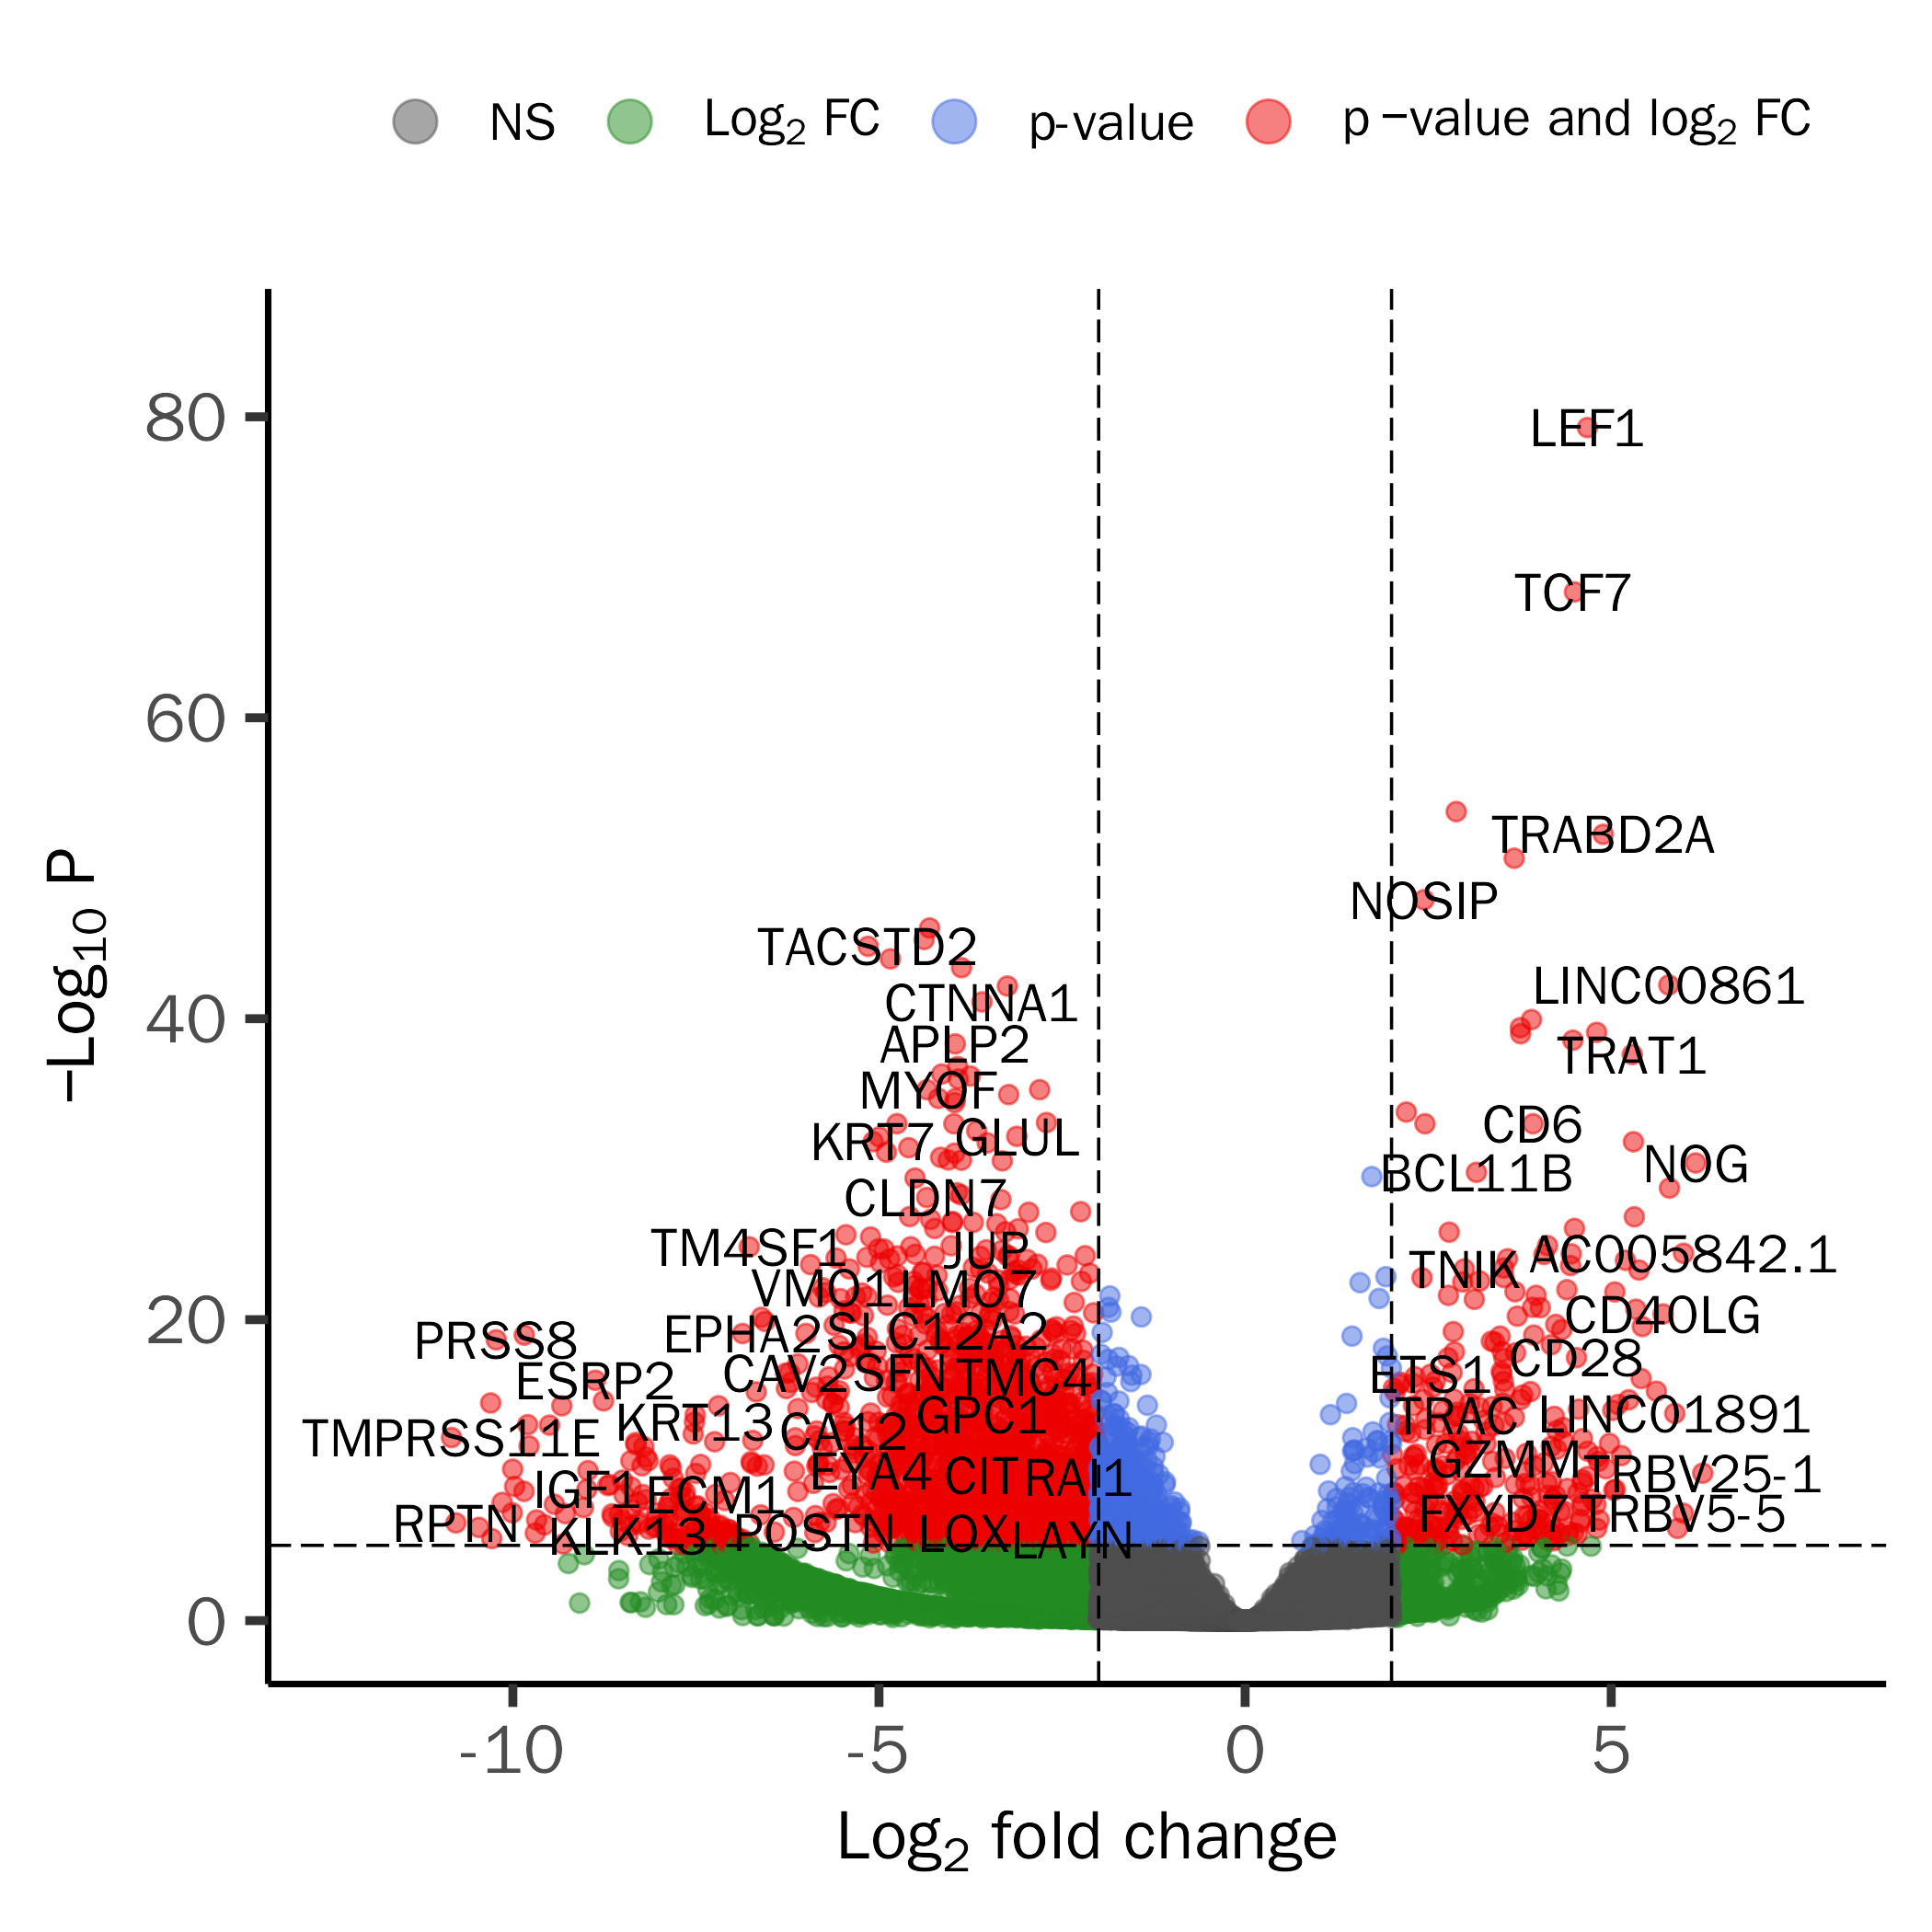 NS Log2 FC p-value p −value and log2 FC
80
60
40
20
0
−Log10 P
LEF1
TCF7
TRABD2A
NOSIP
TACSTD2
LINC00861
CTNNA1
APLP2
TRAT1
MYOF
CD6
KRT7 GLUL
NOG
BCL11B
CLDN7
TM4SF1 JUP
AC005842.1
TNIK
VMO1 LMO7
CD40LG
EPHA2 SLC12A2
PRSS8
CD28
CAV2 SFN TMC4
ETS1
ESRP2
GPC1
TRAC LINC01891
KRT13 CA12
TMPRSS11E
GZMM
EYA4 CIT RAI1
TRBV25-1
IGF1 ECM1
FXYD7 TRBV5-5
RPTN
POSTN LOX LAYN
KLK13
-10 -5 0 5
Log2 fold change